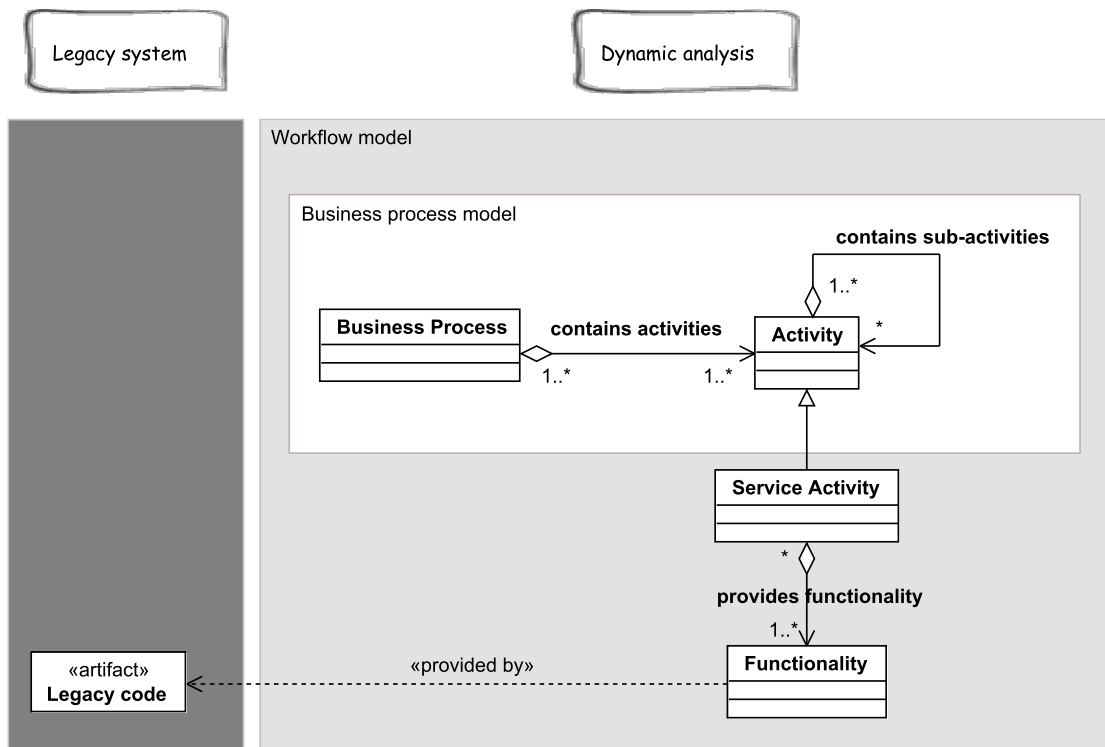 Legacy system
Dynamic analysis
Workflow model
Business process model
contains sub-activities
1..*
*
Business Process
contains activities
Activity
1..*
1..*
Service Activity
*
provides functionality
1..*
«artifact»
Legacy code
«provided by»
Functionality